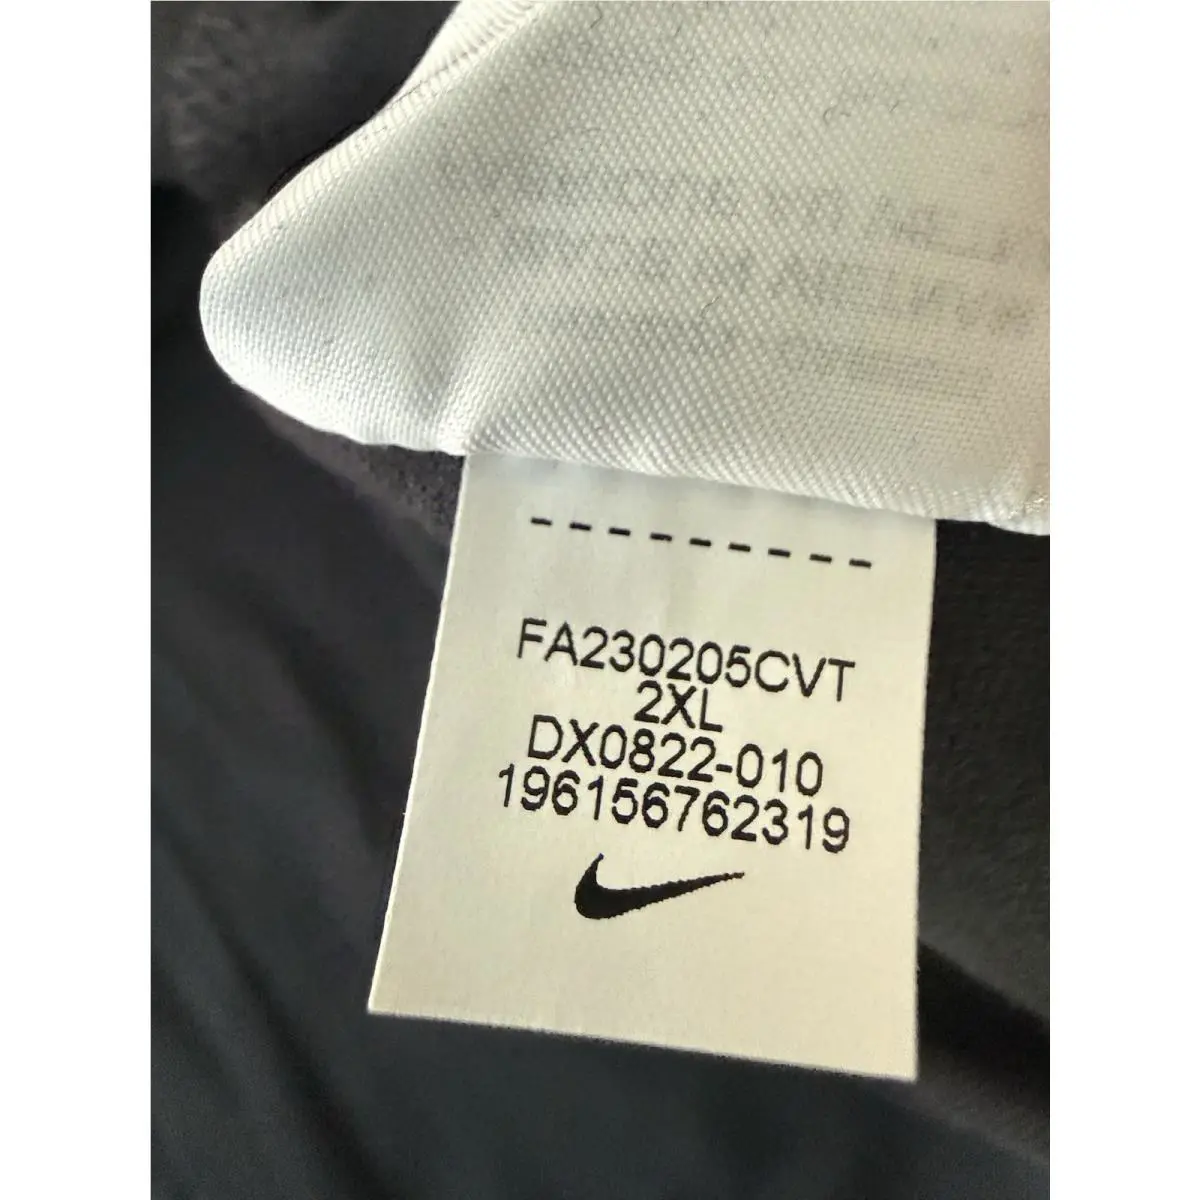 ---------
FA230205CVT
2XL
DX0822-010
196156762319